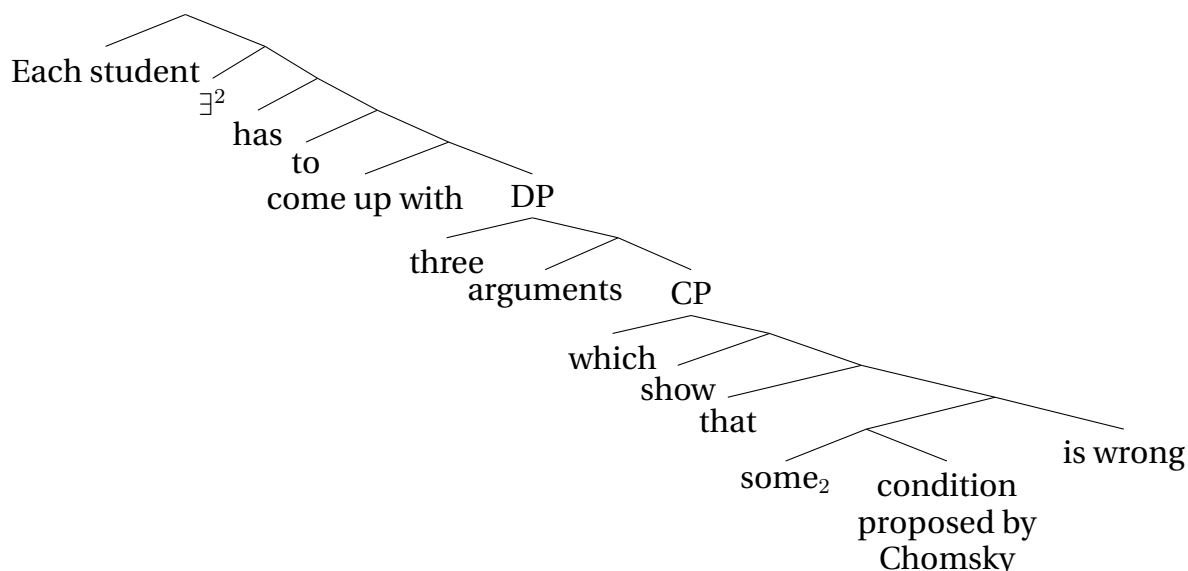 Each student
∃²
has
to
come up with
DP
three
arguments
CP
which
show
that
some₂
condition
proposed by
Chomsky
is wrong